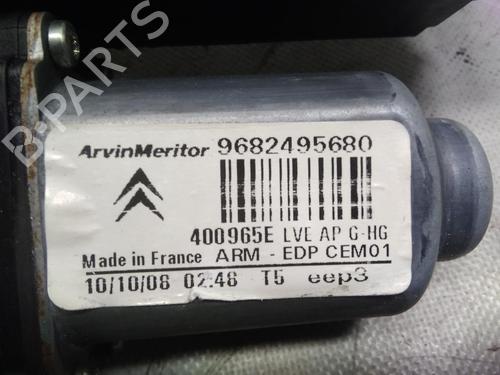 B-PARTS
ArvinMeritor 9682495680
400965E LVE AP G-HG
Made in France ARM - EDP CEM01
10/10/08 02:48 T5 eep3